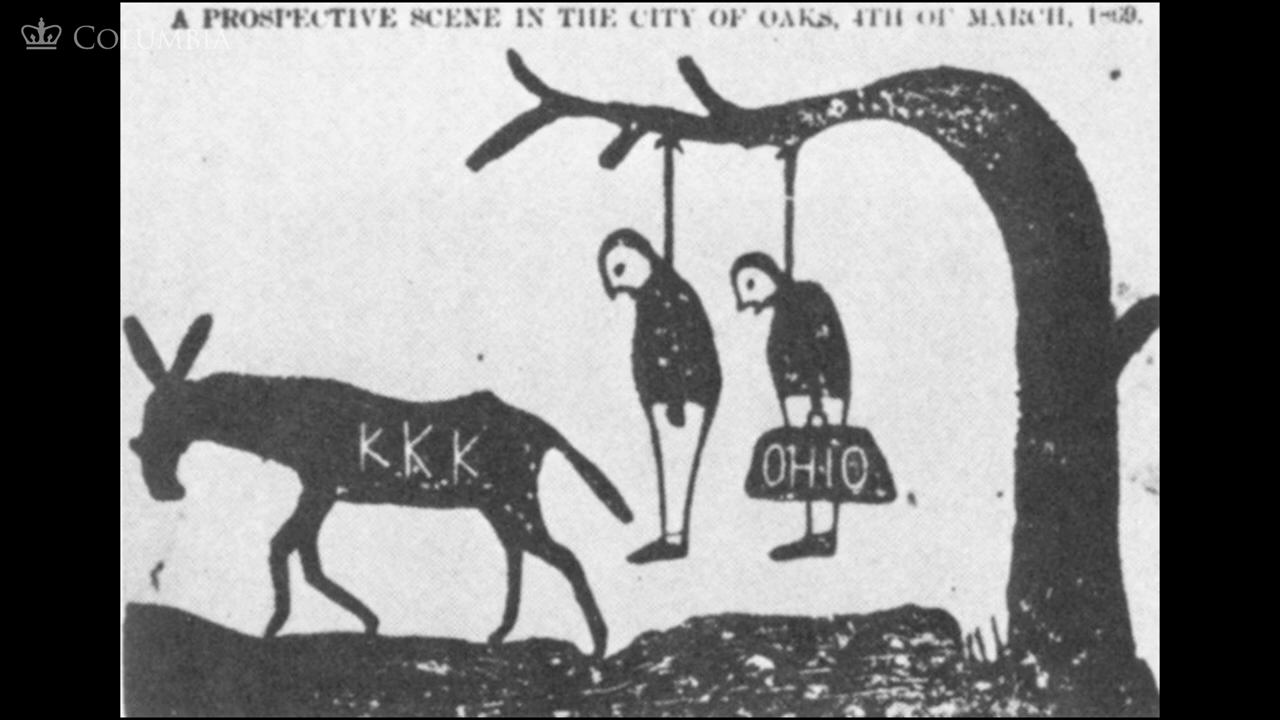 A PROSPECTIVE SCENE IN THE CITY OF OAKS, 4TH OF MARCH, 1869.
COLUMBIA
KKK
OHIO